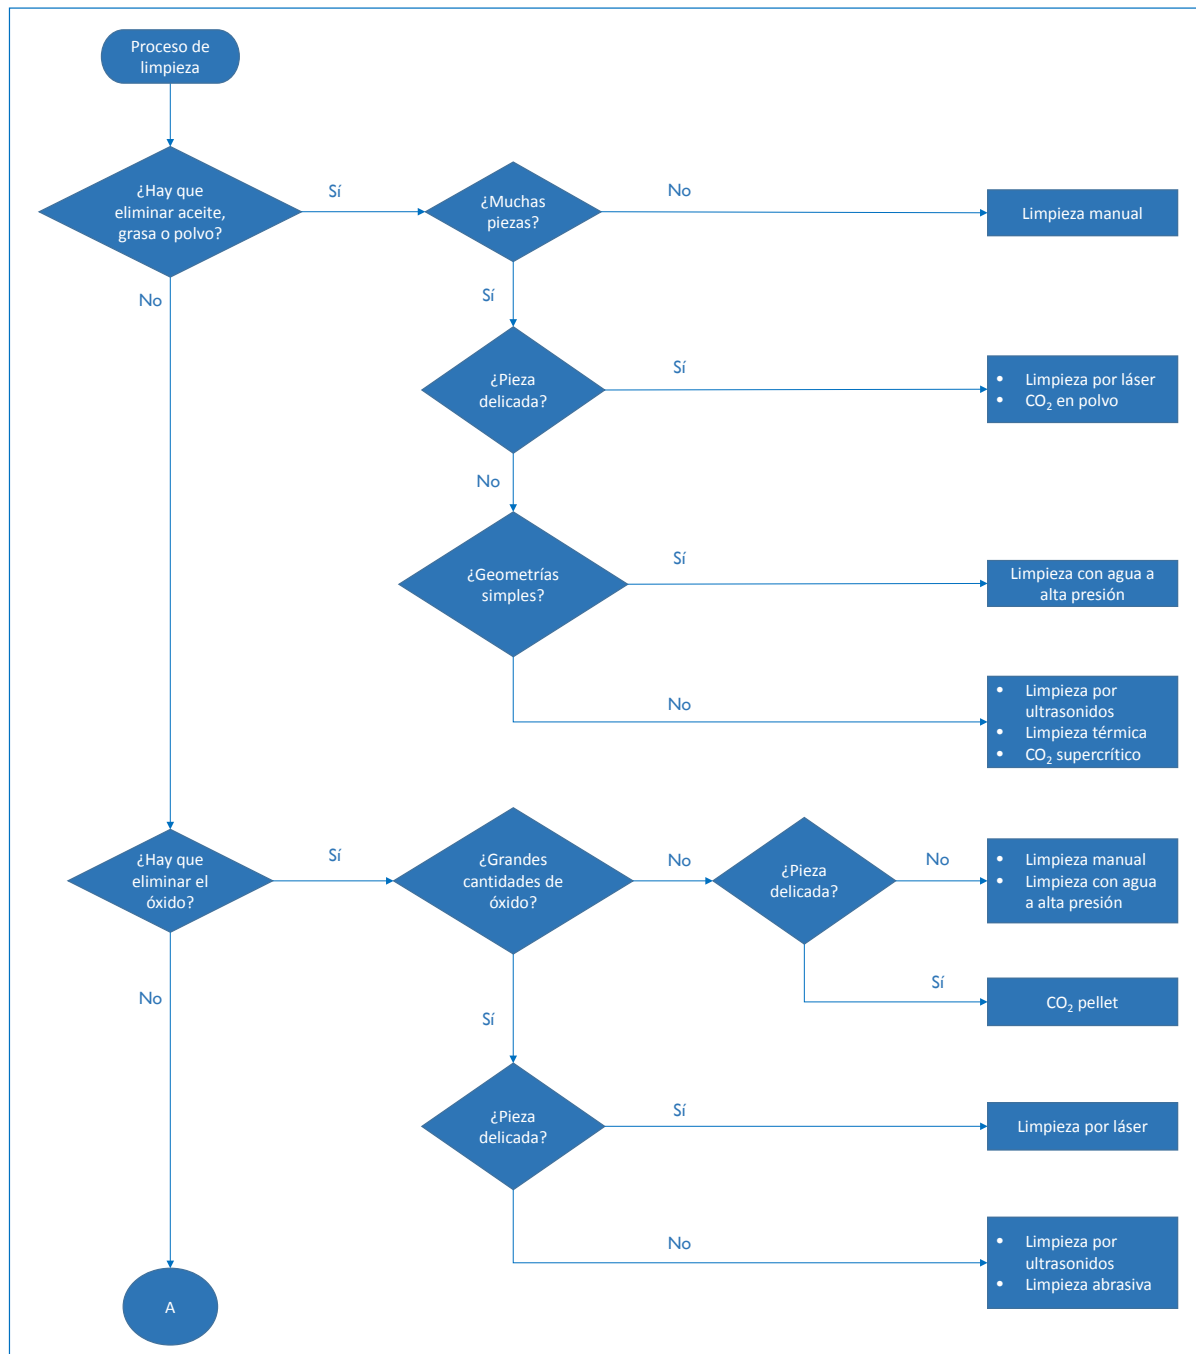 Proceso de
limpieza
¿Hay que
eliminar aceite,
grasa o polvo?
Sí
¿Muchas
piezas?
No
Limpieza manual
No
Sí
¿Pieza
delicada?
Sí
• Limpieza por láser
• CO₂ en polvo
No
¿Geometrías
simples?
Sí
Limpieza con agua a
alta presión
No
• Limpieza por
ultrasonidos
• Limpieza térmica
• CO₂ supercrítico
¿Hay que
eliminar el
óxido?
Sí
¿Grandes
cantidades de
óxido?
No
¿Pieza
delicada?
No
• Limpieza manual
• Limpieza con agua
a alta presión
Sí
CO₂ pellet
No
Sí
¿Pieza
delicada?
Sí
Limpieza por láser
No
• Limpieza por
ultrasonidos
• Limpieza abrasiva
A